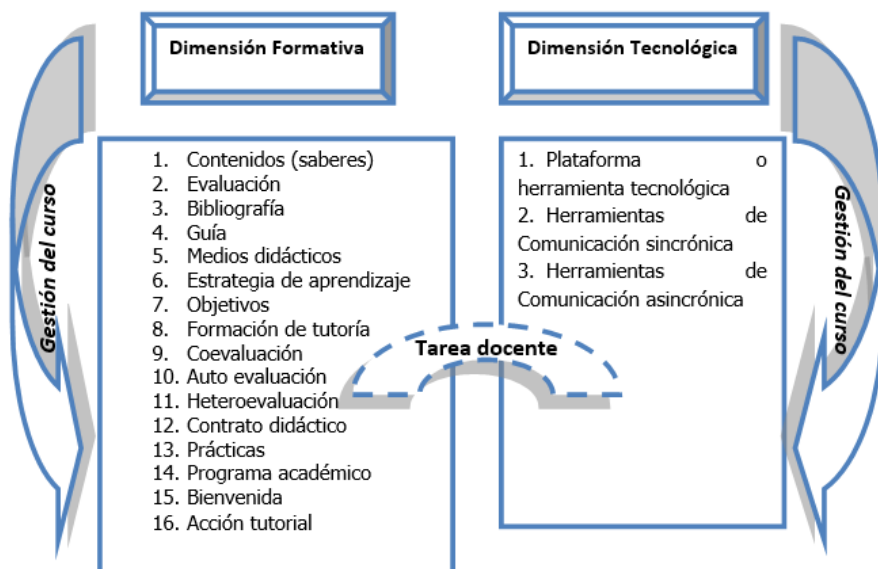 Dimensión Formativa
Dimensión Tecnológica
Gestión del curso
1. Contenidos (saberes)
2. Evaluación
3. Bibliografía
4. Guía
5. Medios didácticos
6. Estrategia de aprendizaje
7. Objetivos
8. Formación de tutoría
9. Coevaluación
10. Auto evaluación
11. Heteroevaluación
12. Contrato didáctico
13. Prácticas
14. Programa académico
15. Bienvenida
16. Acción tutorial
Tarea docente
1. Plataforma o
herramienta tecnológica
2. Herramientas de
Comunicación sincrónica
3. Herramientas de
Comunicación asincrónica
Gestión del curso